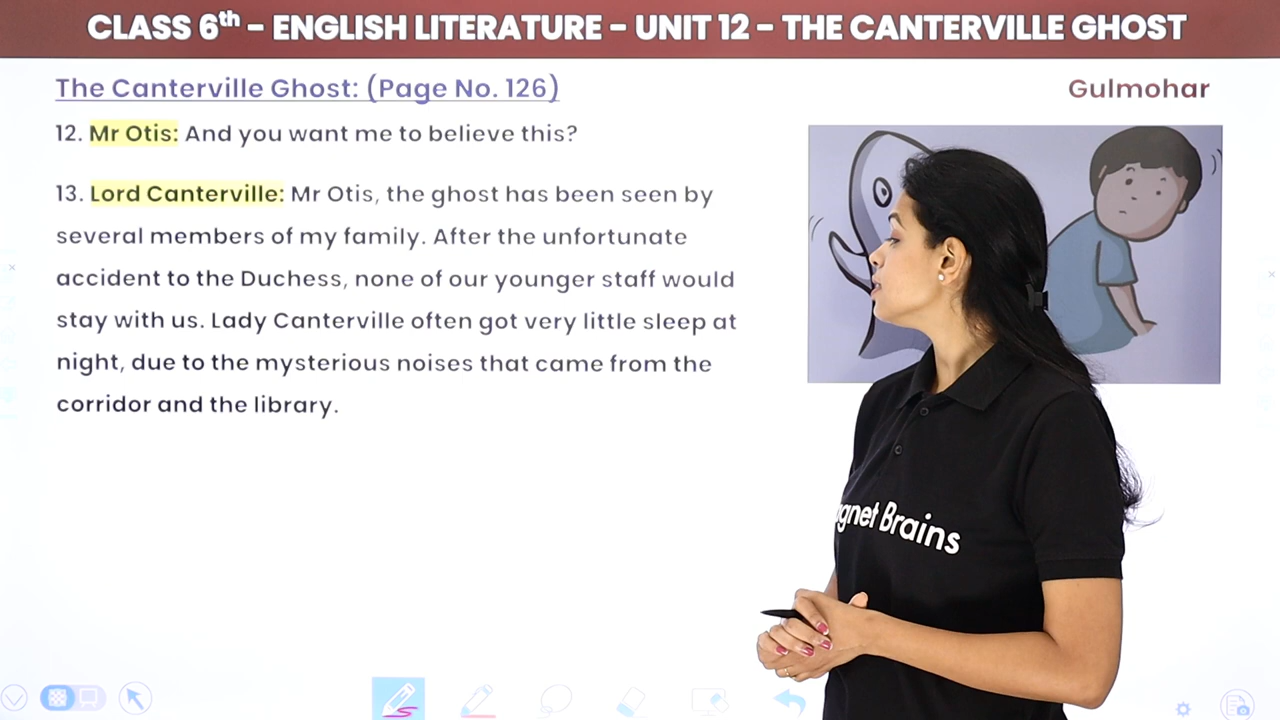 CLASS 6th - ENGLISH LITERATURE - UNIT 12 - THE CANTERVILLE GHOST
The Canterville Ghost: (Page No. 126)
Gulmohar
12. Mr Otis: And you want me to believe this?
13. Lord Canterville: Mr Otis, the ghost has been seen by
several members of my family. After the unfortunate
accident to the Duchess, none of our younger staff would
stay with us. Lady Canterville often got very little sleep at
night, due to the mysterious noises that came from the
corridor and the library.
gnet Brains